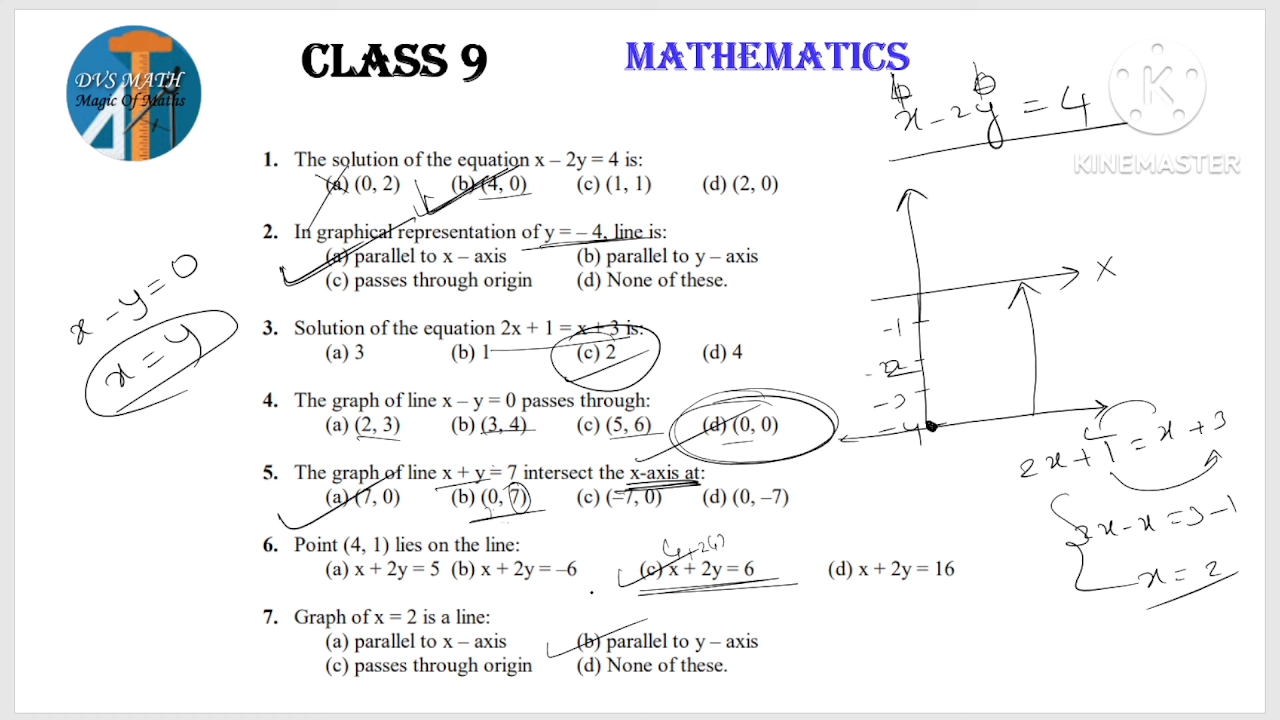 CLASS 9
MATHEMATICS
DVS MATH
Magic Of Maths
KINEMASTER
x - 2y = 4
1. The solution of the equation x – 2y = 4 is:
(a) (0, 2) (b) (4, 0) (c) (1, 1) (d) (2, 0)
2. In graphical representation of y = – 4, line is:
(a) parallel to x – axis (b) parallel to y – axis
(c) passes through origin (d) None of these.
3. Solution of the equation 2x + 1 = x + 3 is:
(a) 3 (b) 1 (c) 2 (d) 4
4. The graph of line x – y = 0 passes through:
(a) (2, 3) (b) (3, 4) (c) (5, 6) (d) (0, 0)
5. The graph of line x + y = 7 intersect the x-axis at:
(a) (7, 0) (b) (0, 7) (c) (–7, 0) (d) (0, –7)
6. Point (4, 1) lies on the line:
(a) x + 2y = 5 (b) x + 2y = –6 (c) x + 2y = 6 (d) x + 2y = 16
7. Graph of x = 2 is a line:
(a) parallel to x – axis (b) parallel to y – axis
(c) passes through origin (d) None of these.
x - y = 0
x = y
X
-1
-2
-3
-4
2x + 1 = x + 3
2x - x = 3 - 1
x = 2